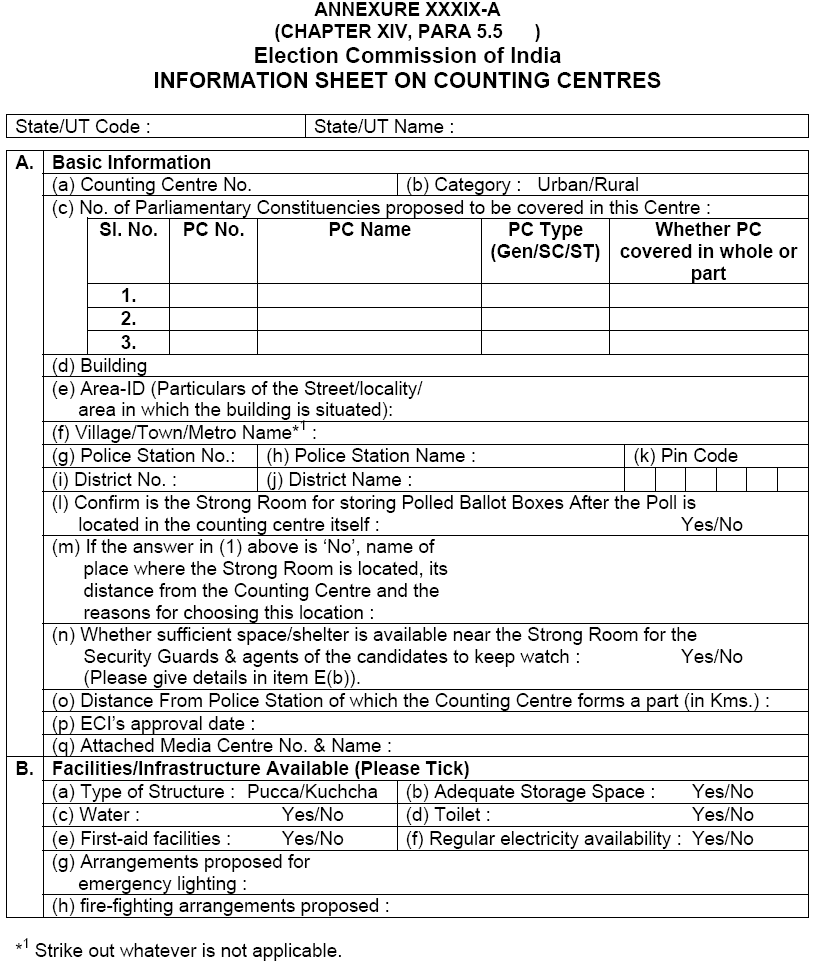 ANNEXURE XXXIX-A
(CHAPTER XIV, PARA 5.5 )
Election Commission of India
INFORMATION SHEET ON COUNTING CENTRES
State/UT Code : State/UT Name :
A. Basic Information
(a) Counting Centre No. (b) Category : Urban/Rural
(c) No. of Parliamentary Constituencies proposed to be covered in this Centre :
Sl. No. PC No. PC Name PC Type Whether PC
(Gen/SC/ST) covered in whole or
part
1.
2.
3.
(d) Building
(e) Area-ID (Particulars of the Street/locality/
area in which the building is situated):
(f) Village/Town/Metro Name*1 :
(g) Police Station No.: (h) Police Station Name : (k) Pin Code
(i) District No. : (j) District Name :
(l) Confirm is the Strong Room for storing Polled Ballot Boxes After the Poll is
located in the counting centre itself : Yes/No
(m) If the answer in (1) above is ‘No’, name of
place where the Strong Room is located, its
distance from the Counting Centre and the
reasons for choosing this location :
(n) Whether sufficient space/shelter is available near the Strong Room for the
Security Guards & agents of the candidates to keep watch : Yes/No
(Please give details in item E(b)).
(o) Distance From Police Station of which the Counting Centre forms a part (in Kms.) :
(p) ECI’s approval date :
(q) Attached Media Centre No. & Name :
B. Facilities/Infrastructure Available (Please Tick)
(a) Type of Structure : Pucca/Kuchcha (b) Adequate Storage Space : Yes/No
(c) Water : Yes/No (d) Toilet : Yes/No
(e) First-aid facilities : Yes/No (f) Regular electricity availability : Yes/No
(g) Arrangements proposed for
emergency lighting :
(h) fire-fighting arrangements proposed :
*1 Strike out whatever is not applicable.